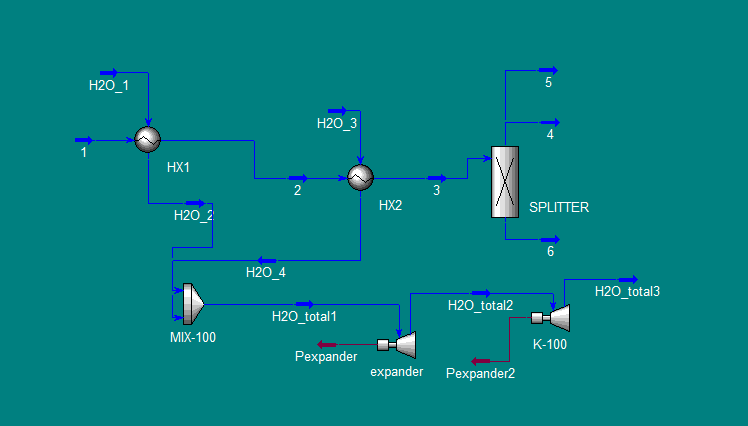 5
H2O_1
4
H2O_3
1
HX1
2
3
HX2
SPLITTER
H2O_2
6
H2O_4
H2O_total3
H2O_total2
H2O_total1
MIX-100
K-100
Pexpander
expander
Pexpander2